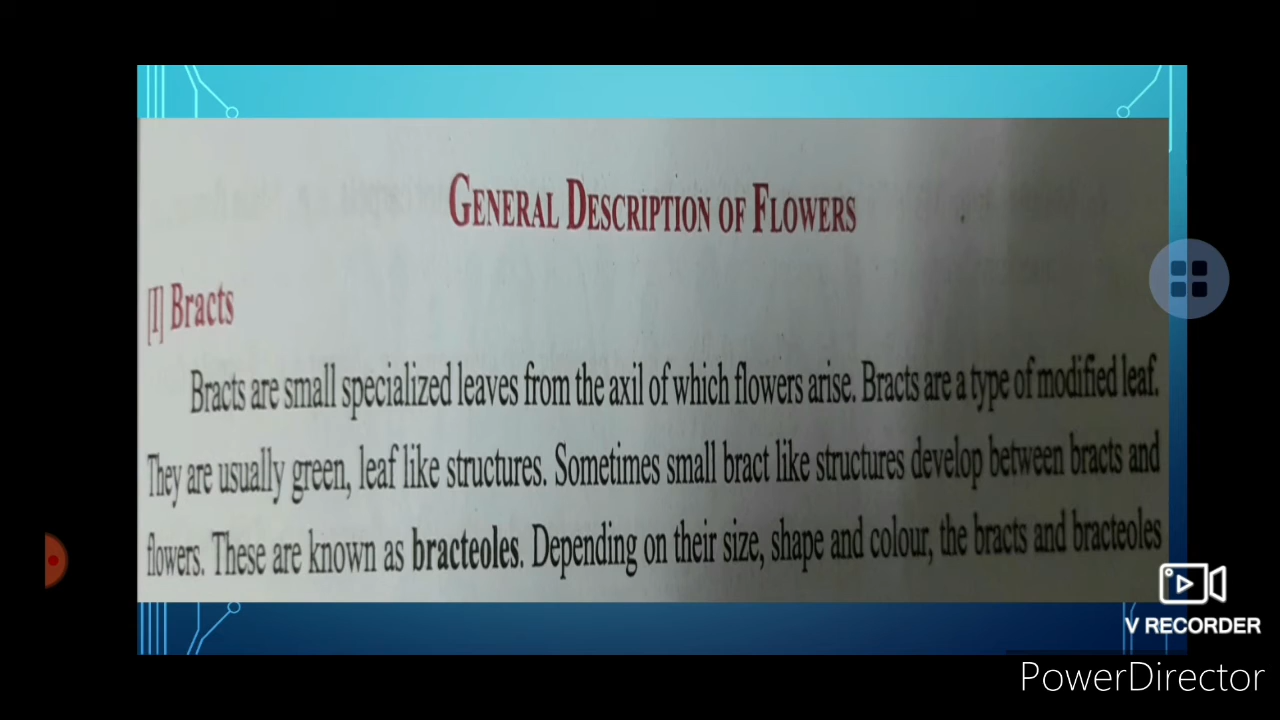 GENERAL DESCRIPTION OF FLOWERS
[I] Bracts
Bracts are small specialized leaves from the axil of which flowers arise. Bracts are a type of modified leaf.
They are usually green, leaf like structures. Sometimes small bract like structures develop between bracts and
flowers. These are known as bracteoles. Depending on their size, shape and colour, the bracts and bracteoles
V RECORDER
PowerDirector